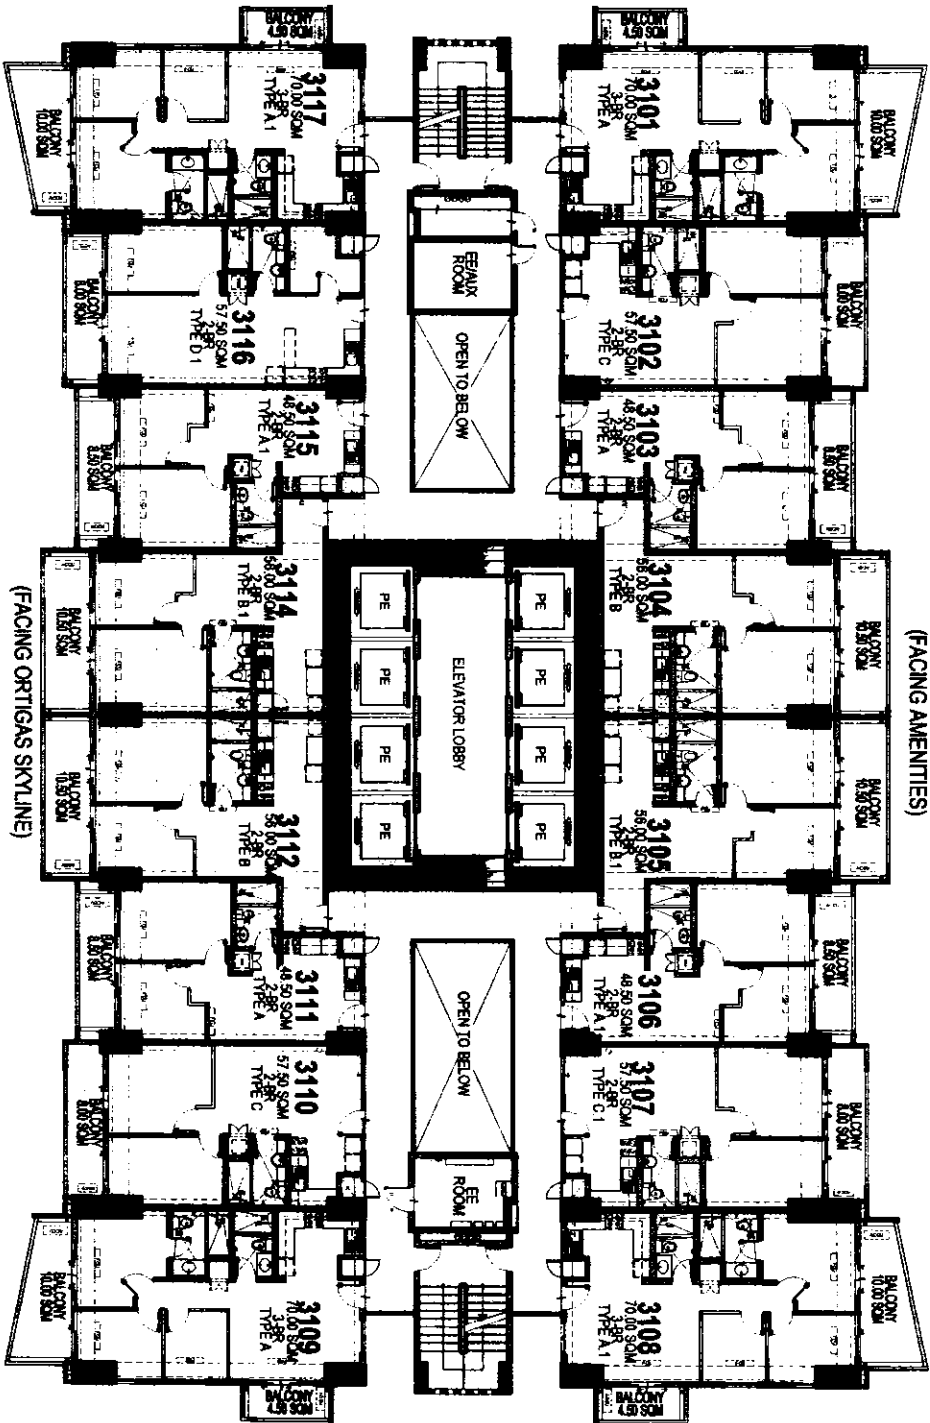 BALCONY
4.50 SQM
BALCONY
4.50 SQM
BALCONY
10.00 SQM
3117
70.00 SQM
3-BR
TYPE A.1
3101
70.00 SQM
3-BR
TYPE A
BALCONY
10.00 SQM
BALCONY
8.00 SQM
3116
57.50 SQM
2-BR
TYPE D.1
EE/AUX
ROOM
3102
57.50 SQM
2-BR
TYPE C
BALCONY
8.00 SQM
OPEN TO BELOW
BALCONY
8.50 SQM
3115
48.50 SQM
2-BR
TYPE A.1
3103
48.50 SQM
2-BR
TYPE A
BALCONY
8.50 SQM
(FACING ORTIGAS SKYLINE)
BALCONY
10.50 SQM
3114
56.00 SQM
2-BR
TYPE B.1
PE
PE
PE
PE
ELEVATOR LOBBY
PE
PE
PE
PE
3104
56.00 SQM
2-BR
TYPE B
BALCONY
10.50 SQM
(FACING AMENITIES)
BALCONY
10.50 SQM
3112
56.00 SQM
2-BR
TYPE B
3105
56.00 SQM
2-BR
TYPE B.1
BALCONY
10.50 SQM
BALCONY
3111
48.50 SQM
2-BR
TYPE A
OPEN TO BELOW
3106
48.50 SQM
2-BR
TYPE A.1
BALCONY
8.50 SQM
BALCONY
8.00 SQM
3110
57.50 SQM
2-BR
TYPE C
EE
ROOM
3107
57.50 SQM
2-BR
TYPE C.1
BALCONY
8.00 SQM
BALCONY
10.00 SQM
3109
70.00 SQM
3-BR
TYPE A
3108
70.00 SQM
3-BR
TYPE A.1
BALCONY
10.00 SQM
BALCONY
4.50 SQM
BALCONY
4.50 SQM